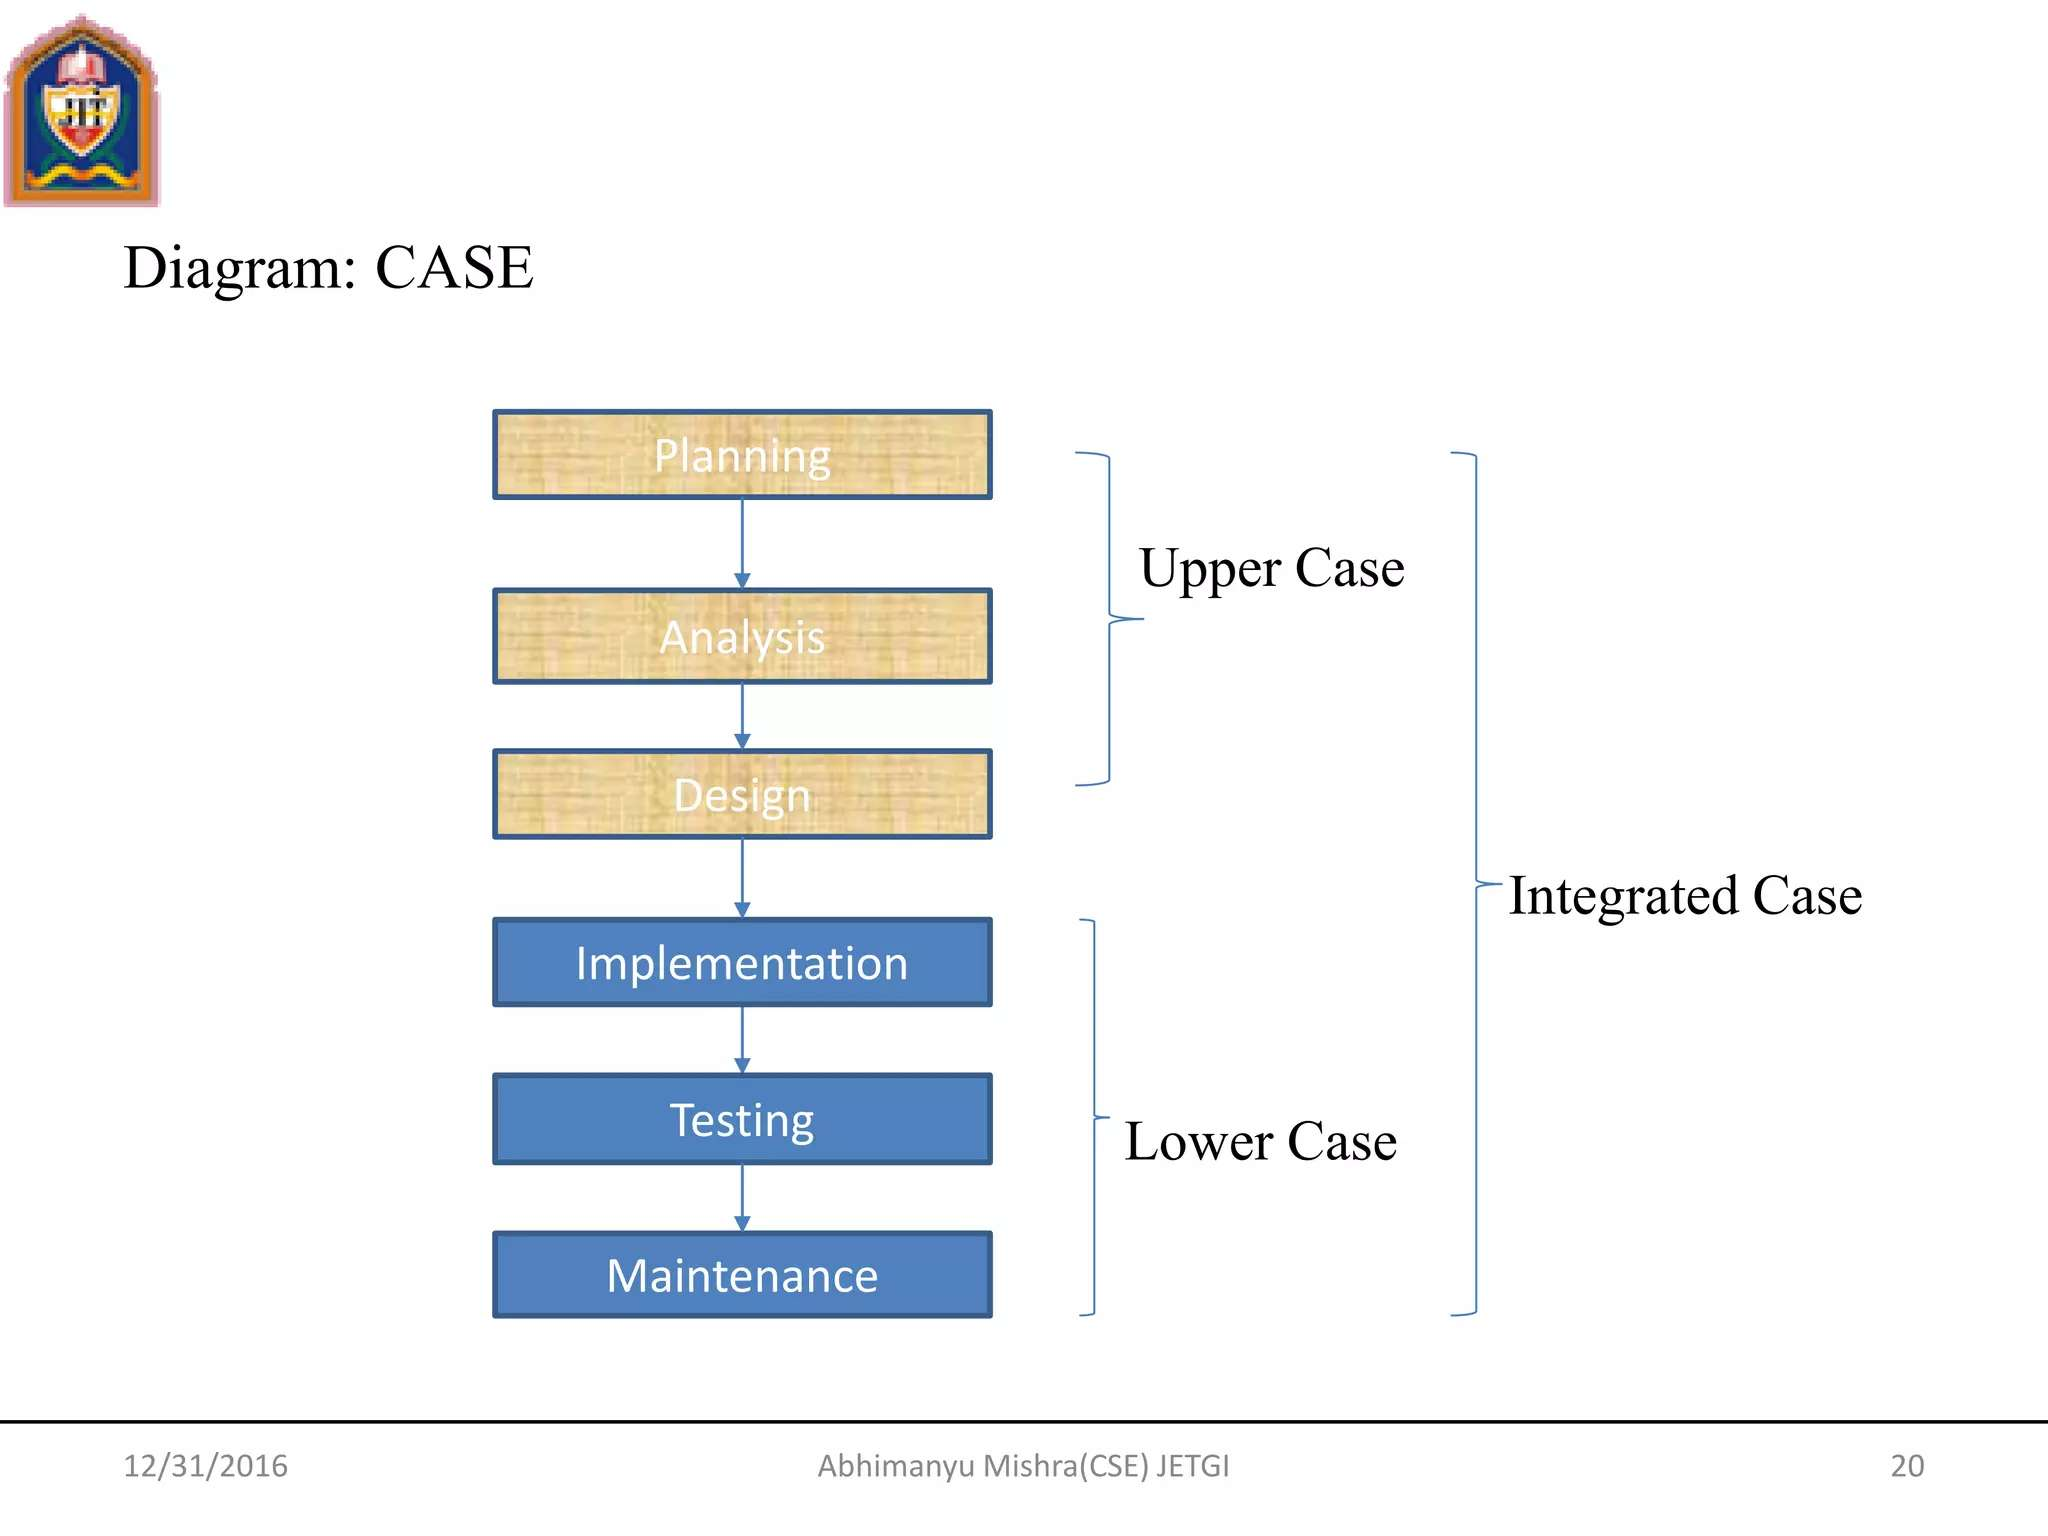 JIT
Diagram: CASE
Planning
Upper Case
Analysis
Design
Integrated Case
Implementation
Testing
Lower Case
Maintenance
12/31/2016
Abhimanyu Mishra(CSE) JETGI
20